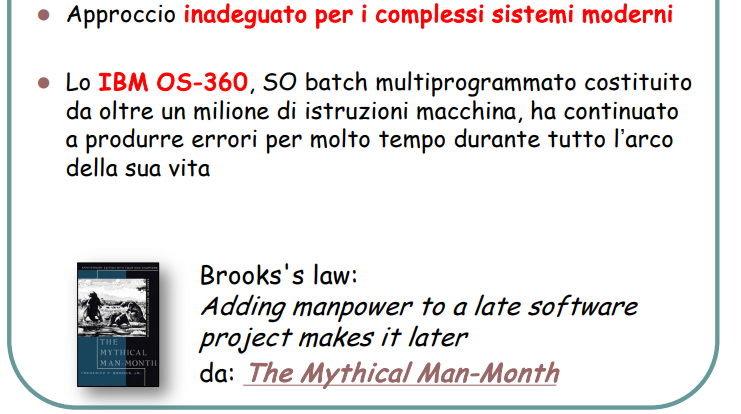 Approccio inadeguato per i complessi sistemi moderni
Lo IBM OS-360, SO batch multiprogrammato costituito
da oltre un milione di istruzioni macchina, ha continuato
a produrre errori per molto tempo durante tutto l'arco
della sua vita
THE
MYTHICAL
MAN-MONTH
Brooks's law:
Adding manpower to a late software
project makes it later
da: The Mythical Man-Month